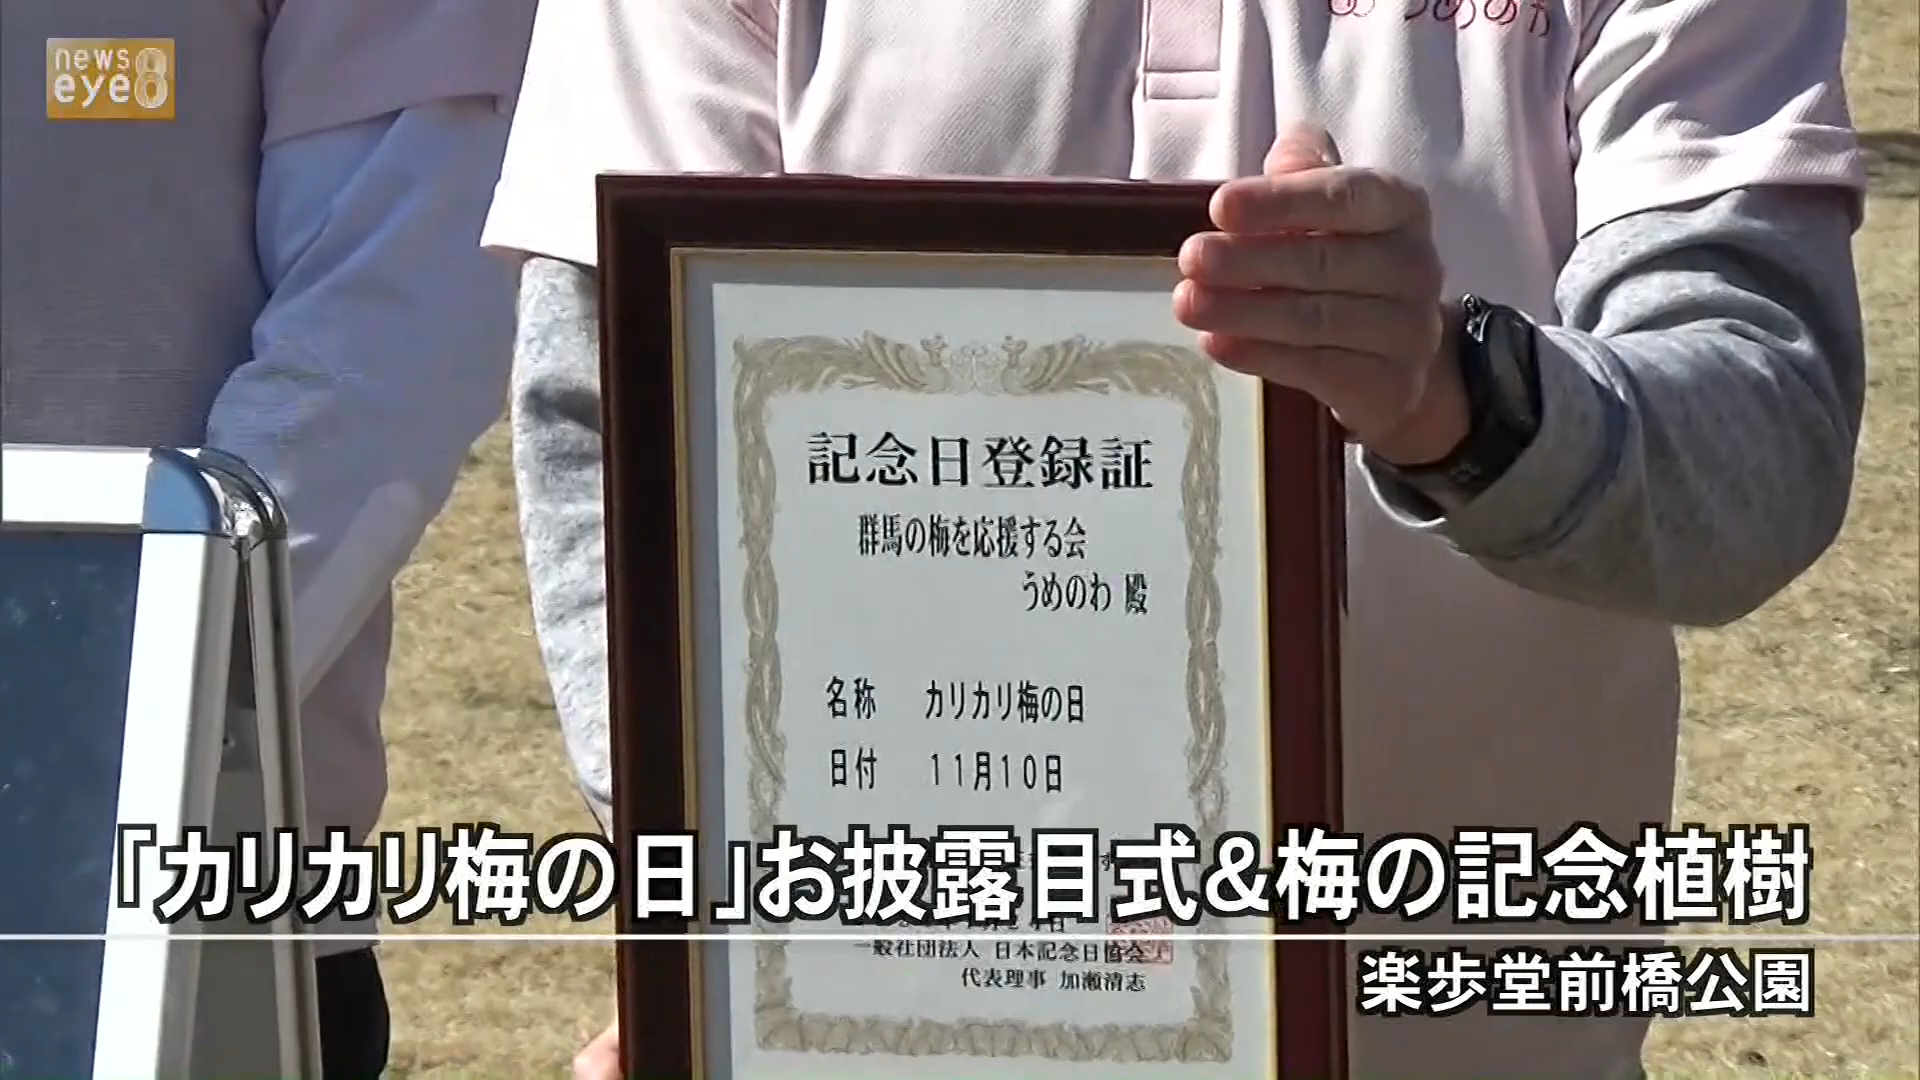 news
eye8
記念日登録証
群馬の梅を応援する会
うめのわ 殿
名称 カリカリ梅の日
日付 11月10日
「カリカリ梅の日」お披露目式&梅の記念植樹
一般社団法人 日本記念日協会
代表理事 加瀬清志
楽歩堂前橋公園